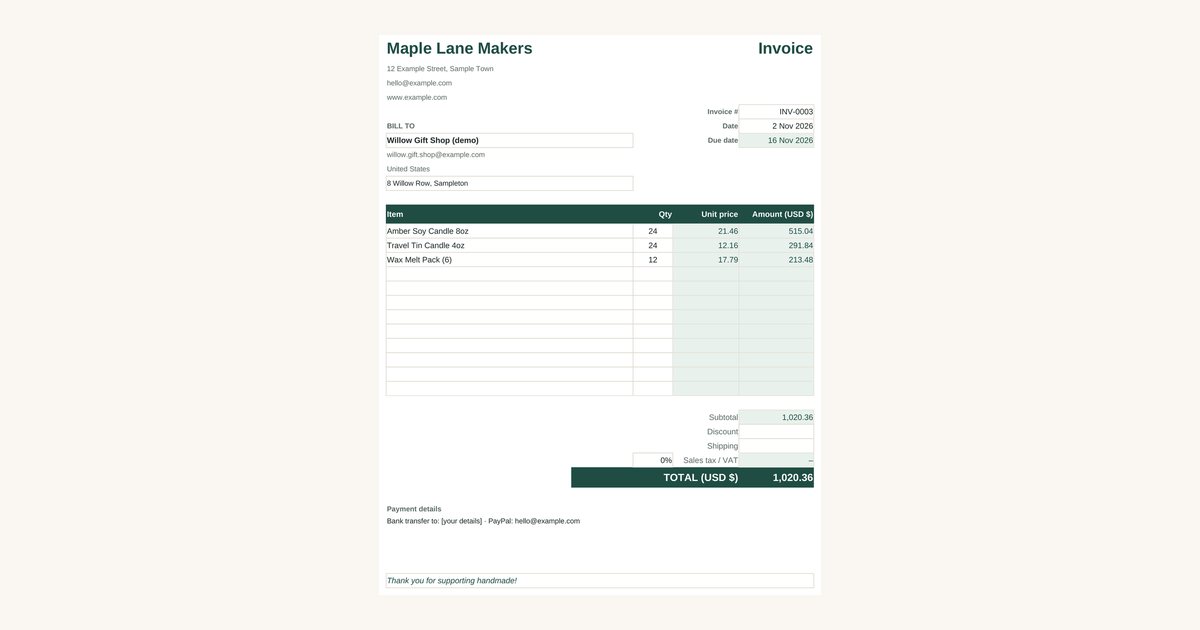 Maple Lane Makers Invoice
12 Example Street, Sample Town
hello@example.com
www.example.com
Invoice # INV-0003
BILL TO Date 2 Nov 2026
Willow Gift Shop (demo) Due date 16 Nov 2026
willow.gift.shop@example.com
United States
8 Willow Row, Sampleton
Item Qty Unit price Amount (USD $)
Amber Soy Candle 8oz 24 21.46 515.04
Travel Tin Candle 4oz 24 12.16 291.84
Wax Melt Pack (6) 12 17.79 213.48
Subtotal 1,020.36
Discount
Shipping
0% Sales tax / VAT –
TOTAL (USD $) 1,020.36
Payment details
Bank transfer to: [your details] · PayPal: hello@example.com
Thank you for supporting handmade!